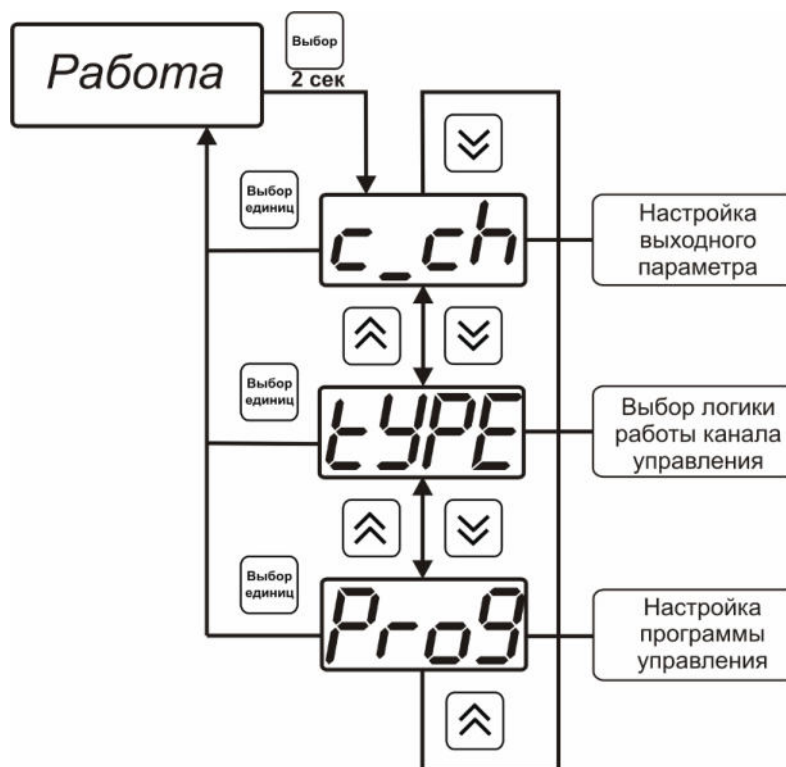 Работа
Выбор
2 сек
Выбор
единиц
c_ch
Настройка
выходного
параметра
Выбор
единиц
tYPE
Выбор логики
работы канала
управления
Выбор
единиц
Prog
Настройка
программы
управления